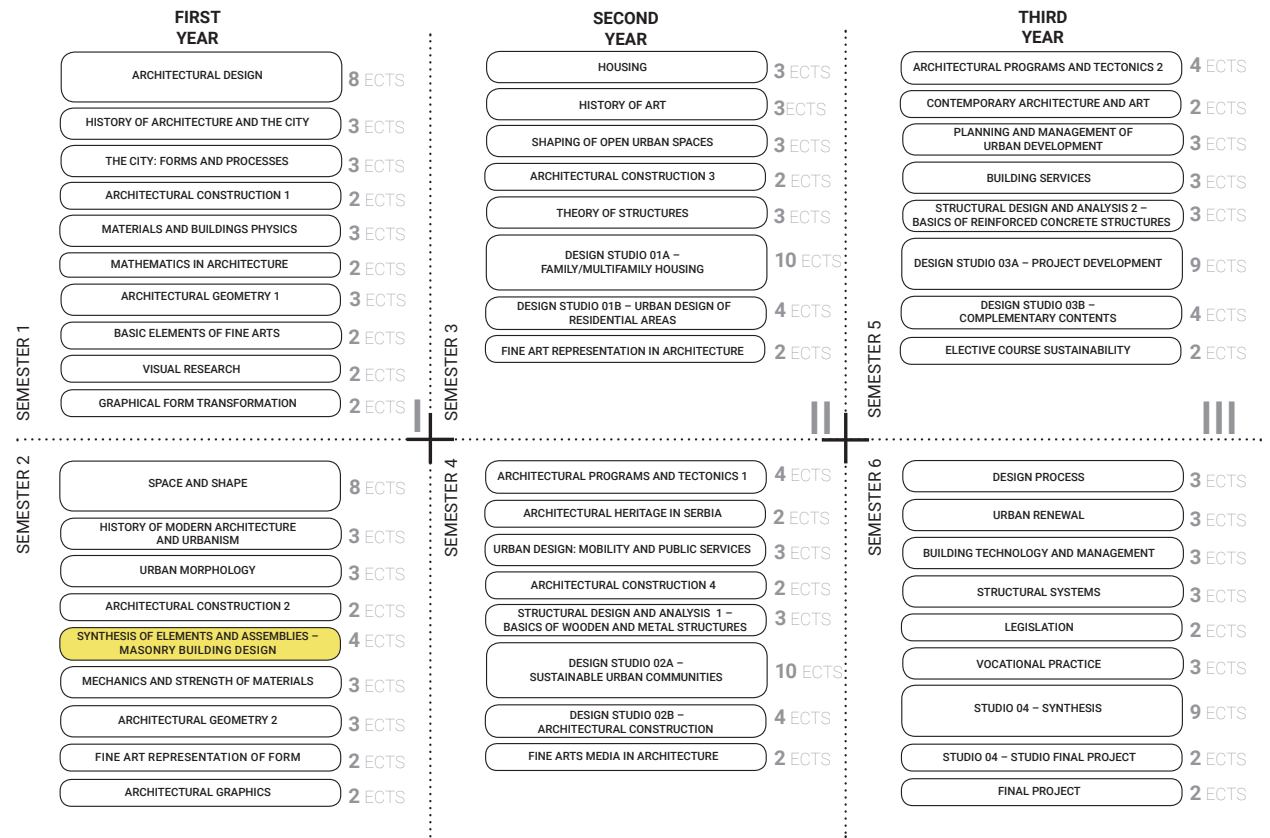 FIRST
YEAR
SEMESTER 1
ARCHITECTURAL DESIGN 8 ECTS
HISTORY OF ARCHITECTURE AND THE CITY 3 ECTS
THE CITY: FORMS AND PROCESSES 3 ECTS
ARCHITECTURAL CONSTRUCTION 1 2 ECTS
MATERIALS AND BUILDINGS PHYSICS 3 ECTS
MATHEMATICS IN ARCHITECTURE 2 ECTS
ARCHITECTURAL GEOMETRY 1 3 ECTS
BASIC ELEMENTS OF FINE ARTS 2 ECTS
VISUAL RESEARCH 2 ECTS
GRAPHICAL FORM TRANSFORMATION 2 ECTS
I
SEMESTER 2
SPACE AND SHAPE 8 ECTS
HISTORY OF MODERN ARCHITECTURE
AND URBANISM 3 ECTS
URBAN MORPHOLOGY 3 ECTS
ARCHITECTURAL CONSTRUCTION 2 2 ECTS
SYNTHESIS OF ELEMENTS AND ASSEMBLIES –
MASONRY BUILDING DESIGN 4 ECTS
MECHANICS AND STRENGTH OF MATERIALS 3 ECTS
ARCHITECTURAL GEOMETRY 2 3 ECTS
FINE ART REPRESENTATION OF FORM 2 ECTS
ARCHITECTURAL GRAPHICS 2 ECTS
SECOND
YEAR
SEMESTER 3
HOUSING 3 ECTS
HISTORY OF ART 3ECTS
SHAPING OF OPEN URBAN SPACES 3 ECTS
ARCHITECTURAL CONSTRUCTION 3 2 ECTS
THEORY OF STRUCTURES 3 ECTS
DESIGN STUDIO 01A –
FAMILY/MULTIFAMILY HOUSING 10 ECTS
DESIGN STUDIO 01B – URBAN DESIGN OF
RESIDENTIAL AREAS 4 ECTS
FINE ART REPRESENTATION IN ARCHITECTURE 2 ECTS
II
SEMESTER 4
ARCHITECTURAL PROGRAMS AND TECTONICS 1 4 ECTS
ARCHITECTURAL HERITAGE IN SERBIA 2 ECTS
URBAN DESIGN: MOBILITY AND PUBLIC SERVICES 3 ECTS
ARCHITECTURAL CONSTRUCTION 4 2 ECTS
STRUCTURAL DESIGN AND ANALYSIS 1 –
BASICS OF WOODEN AND METAL STRUCTURES 3 ECTS
DESIGN STUDIO 02A –
SUSTAINABLE URBAN COMMUNITIES 10 ECTS
DESIGN STUDIO 02B –
ARCHITECTURAL CONSTRUCTION 4 ECTS
FINE ARTS MEDIA IN ARCHITECTURE 2 ECTS
THIRD
YEAR
SEMESTER 5
ARCHITECTURAL PROGRAMS AND TECTONICS 2 4 ECTS
CONTEMPORARY ARCHITECTURE AND ART 2 ECTS
PLANNING AND MANAGEMENT OF
URBAN DEVELOPMENT 3 ECTS
BUILDING SERVICES 3 ECTS
STRUCTURAL DESIGN AND ANALYSIS 2 –
BASICS OF REINFORCED CONCRETE STRUCTURES 3 ECTS
DESIGN STUDIO 03A – PROJECT DEVELOPMENT 9 ECTS
DESIGN STUDIO 03B –
COMPLEMENTARY CONTENTS 4 ECTS
ELECTIVE COURSE SUSTAINABILITY 2 ECTS
III
SEMESTER 6
DESIGN PROCESS 3 ECTS
URBAN RENEWAL 3 ECTS
BUILDING TECHNOLOGY AND MANAGEMENT 3 ECTS
STRUCTURAL SYSTEMS 3 ECTS
LEGISLATION 2 ECTS
VOCATIONAL PRACTICE 3 ECTS
STUDIO 04 – SYNTHESIS 9 ECTS
STUDIO 04 – STUDIO FINAL PROJECT 2 ECTS
FINAL PROJECT 2 ECTS